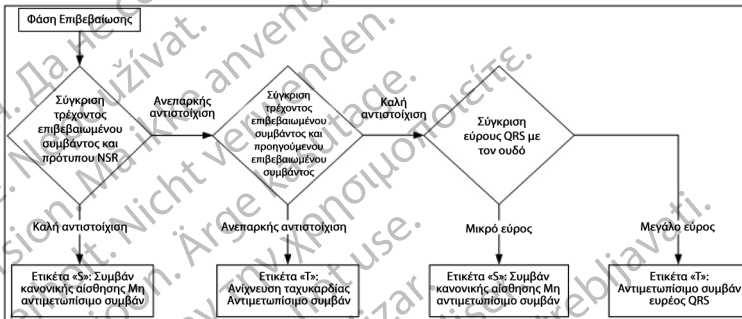 Φάση Επιβεβαίωσης
Σύγκριση
τρέχοντος
επιβεβαιωμένου
συμβάντος και
πρότυπου NSR
Ανεπαρκής
αντιστοίχιση
Σύγκριση
τρέχοντος
επιβεβαιωμένου
συμβάντος και
προηγούμενου
επιβεβαιωμένου
συμβάντος
Καλή
αντιστοίχιση
Σύγκριση
εύρους QRS με
τον ουδό
Καλή αντιστοίχιση
Ανεπαρκής αντιστοίχιση
Μικρό εύρος
Μεγάλο εύρος
Ετικέτα «S»: Συμβάν
κανονικής αίσθησης Μη
αντιμετωπίσιμο συμβάν
Ετικέτα «T»:
Ανίχνευση ταχυκαρδίας
Αντιμετωπίσιμο συμβάν
Ετικέτα «S»: Συμβάν
κανονικής αίσθησης Μη
αντιμετωπίσιμο συμβάν
Ετικέτα «T»:
Αντιμετωπίσιμο συμβάν
ευρέος QRS